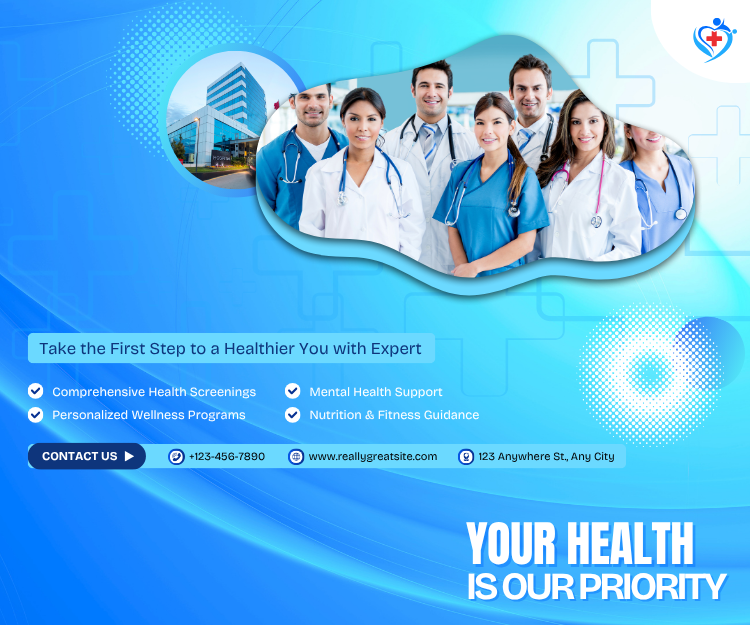 Take the First Step to a Healthier You with Expert
Comprehensive Health Screenings
Mental Health Support
Personalized Wellness Programs
Nutrition & Fitness Guidance
CONTACT US
+123-456-7890
www.reallygreatsite.com
123 Anywhere St., Any City
YOUR HEALTH
IS OUR PRIORITY